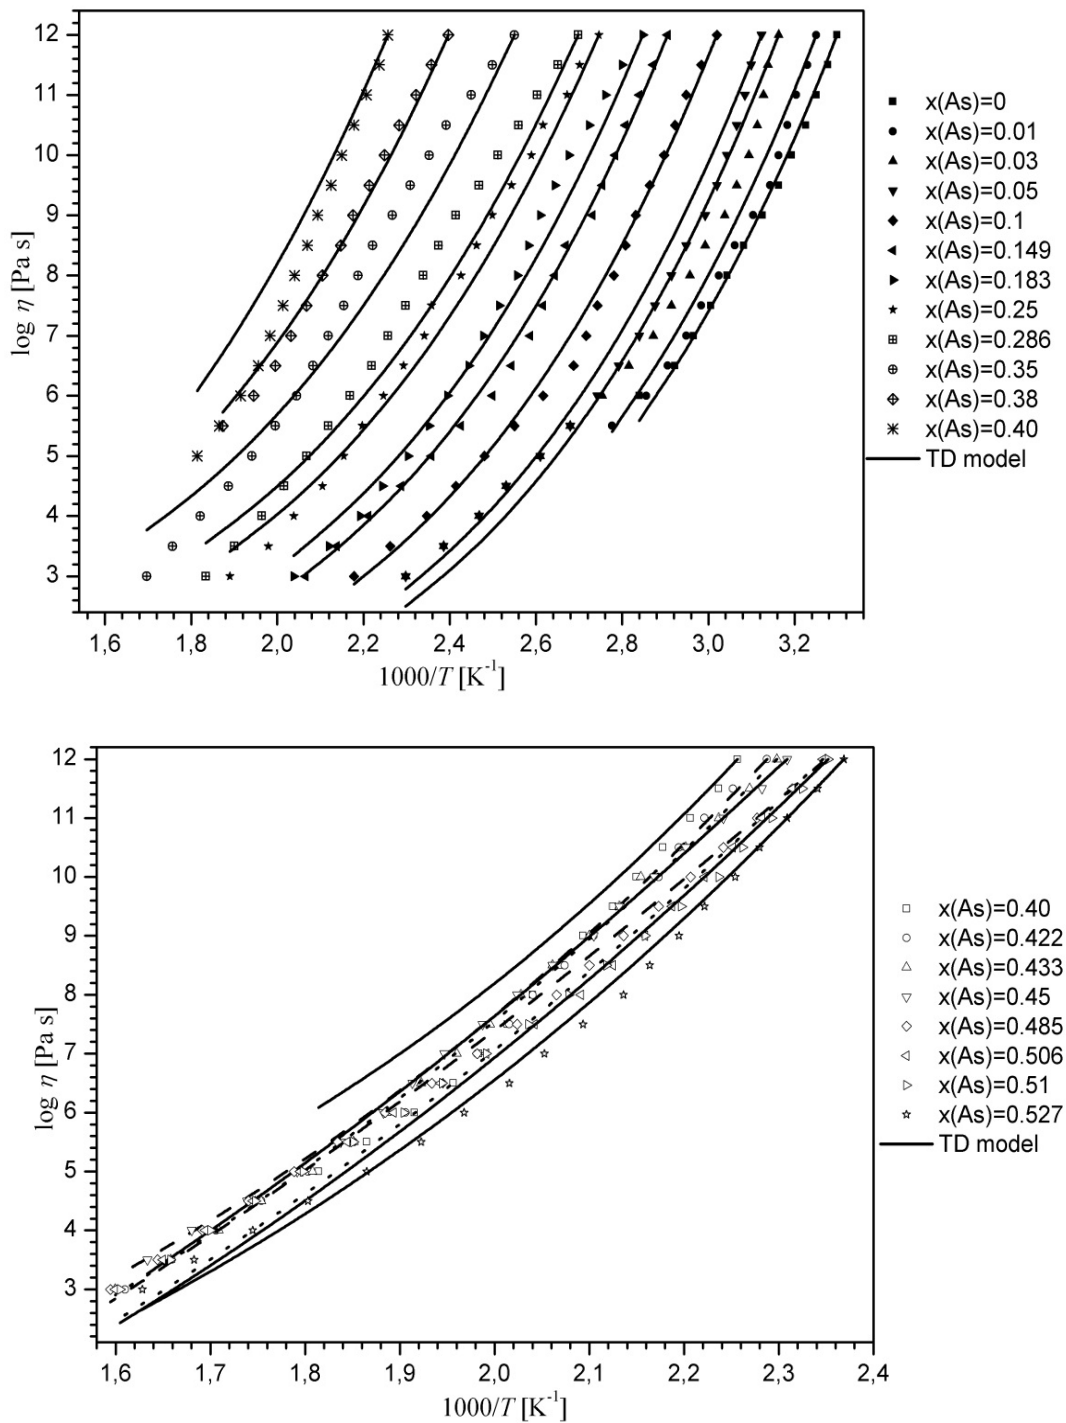 12
11
10
9
8
7
6
5
4
3
log η [Pa s]
1,6 1,8 2,0 2,2 2,4 2,6 2,8 3,0 3,2
1000/T [K-1]
x(As)=0
x(As)=0.01
x(As)=0.03
x(As)=0.05
x(As)=0.1
x(As)=0.149
x(As)=0.183
x(As)=0.25
x(As)=0.286
x(As)=0.35
x(As)=0.38
x(As)=0.40
TD model
12
11
10
9
8
7
6
5
4
3
log η [Pa s]
1,6 1,7 1,8 1,9 2,0 2,1 2,2 2,3 2,4
1000/T [K-1]
x(As)=0.40
x(As)=0.422
x(As)=0.433
x(As)=0.45
x(As)=0.485
x(As)=0.506
x(As)=0.51
x(As)=0.527
TD model